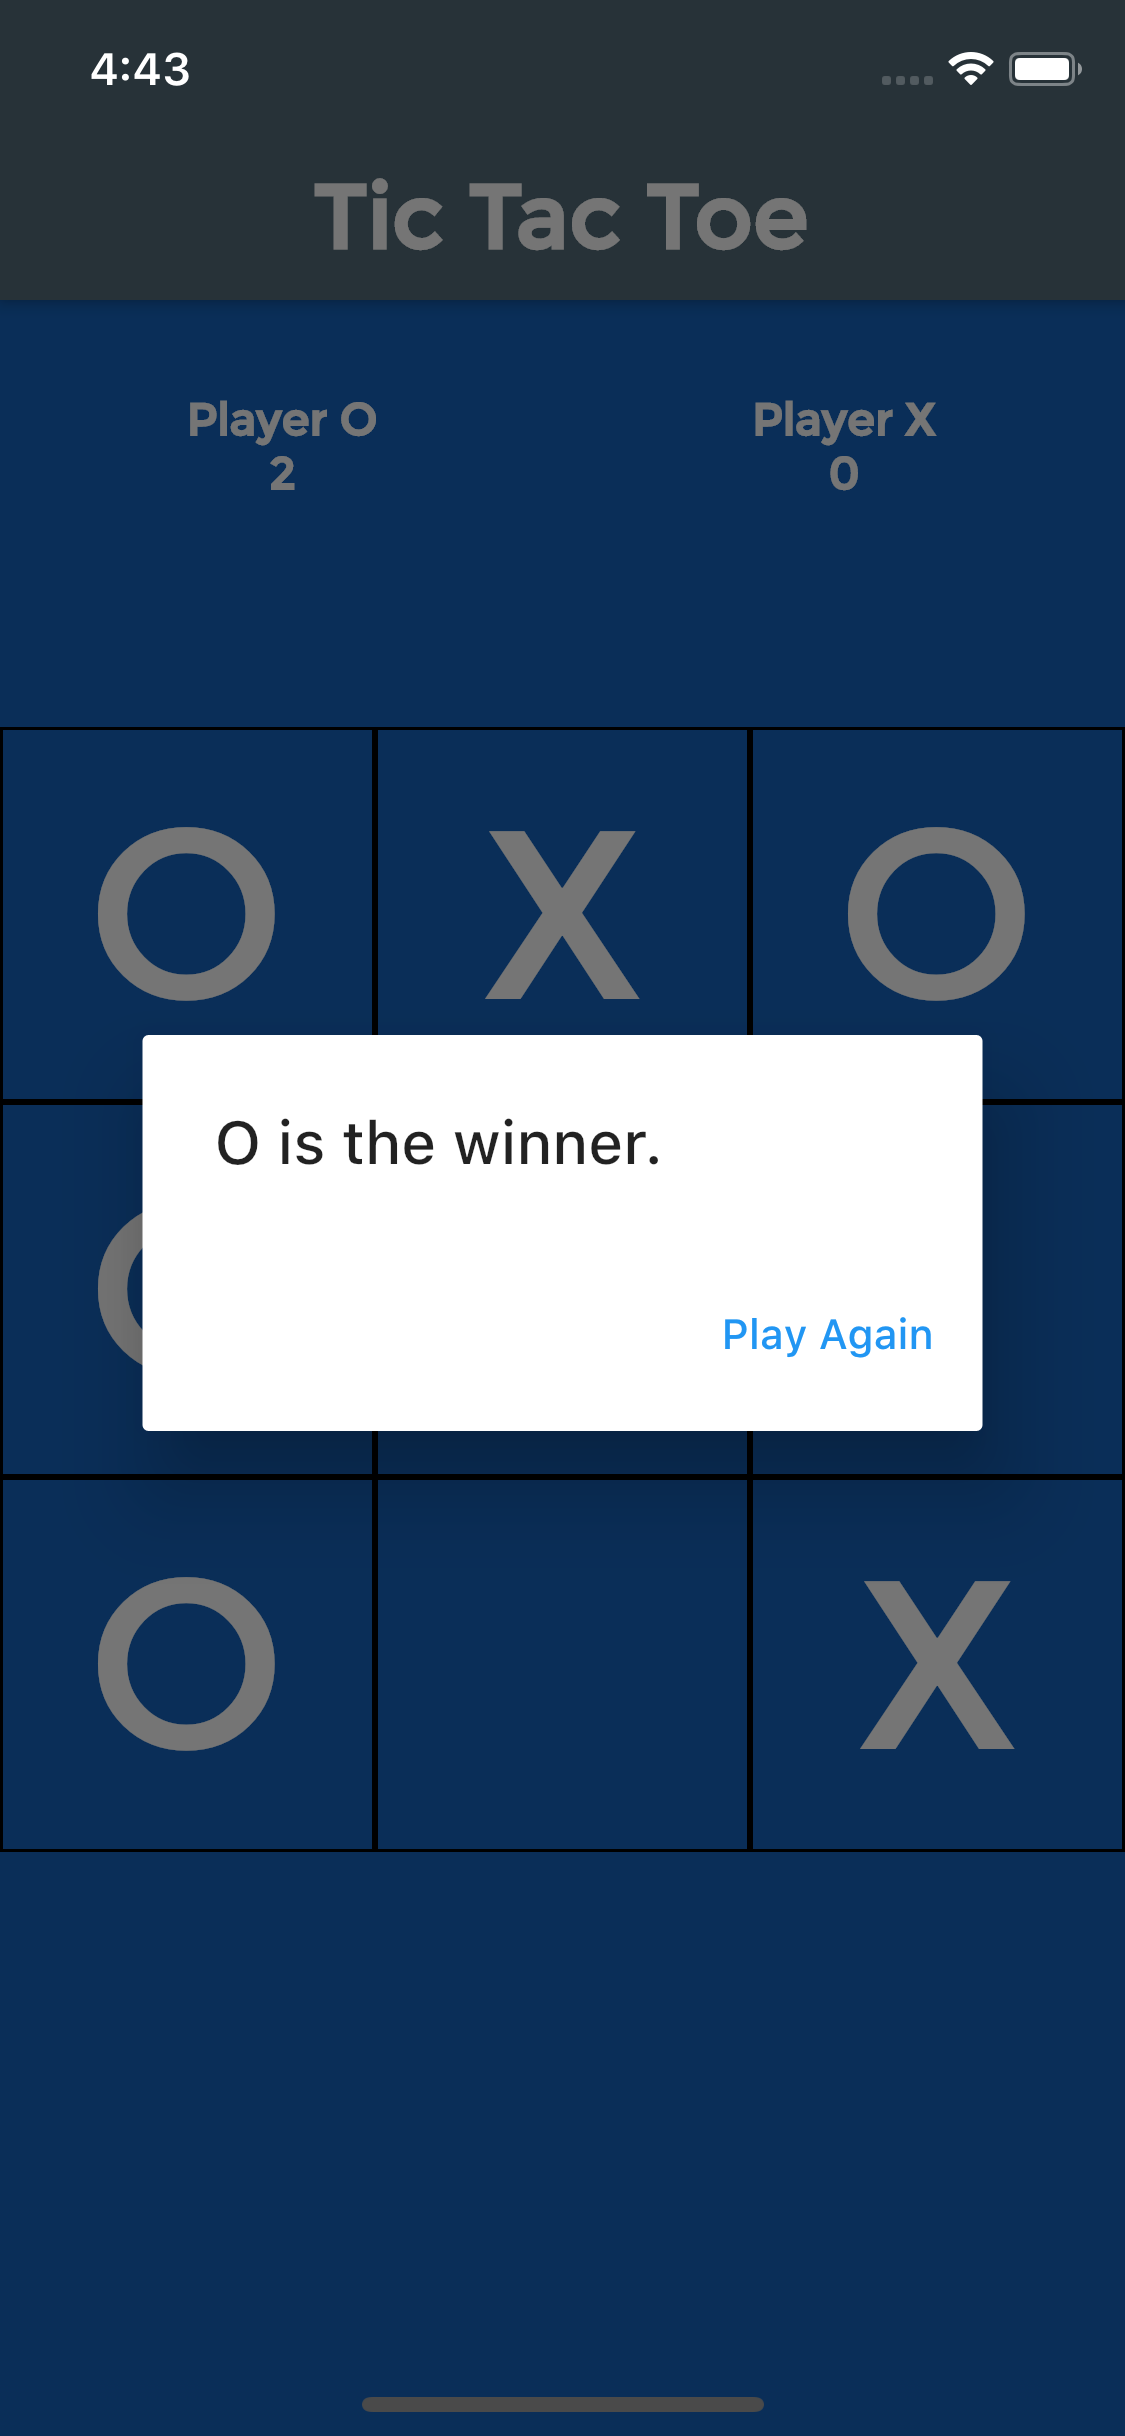 4:43
Tic Tac Toe
Player O Player X
2 0
O X O
O is the winner.
Play Again
O X